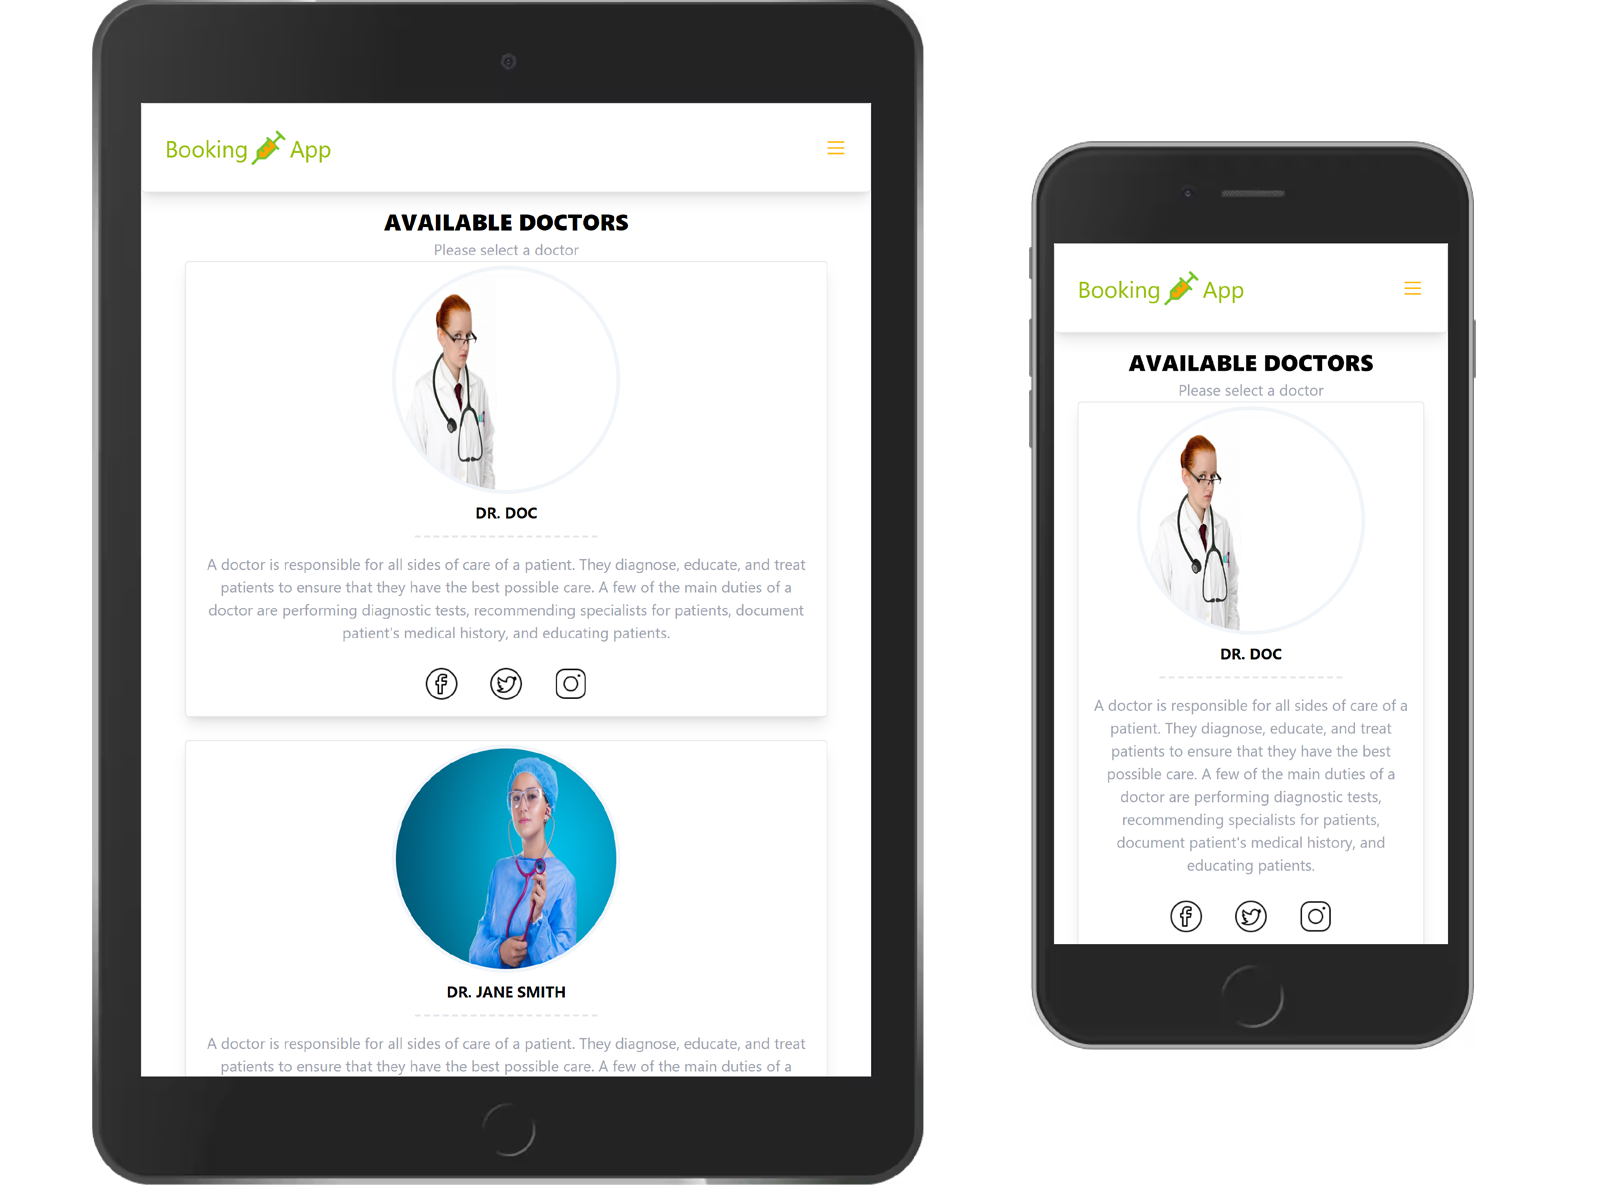 Booking App
AVAILABLE DOCTORS
Please select a doctor
DR. DOC
A doctor is responsible for all sides of care of a patient. They diagnose, educate, and treat
patients to ensure that they have the best possible care. A few of the main duties of a
doctor are performing diagnostic tests, recommending specialists for patients, document
patient's medical history, and educating patients.
DR. JANE SMITH
A doctor is responsible for all sides of care of a patient. They diagnose, educate, and treat
patients to ensure that they have the best possible care. A few of the main duties of a
Booking App
AVAILABLE DOCTORS
Please select a doctor
DR. DOC
A doctor is responsible for all sides of care of a
patient. They diagnose, educate, and treat
patients to ensure that they have the best
possible care. A few of the main duties of a
doctor are performing diagnostic tests,
recommending specialists for patients,
document patient's medical history, and
educating patients.